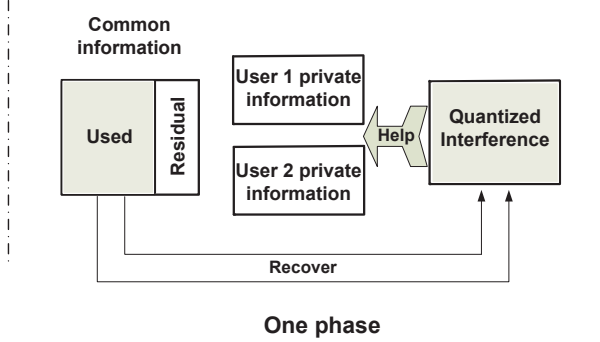 Common
information
Used
Residual
User 1 private
information
User 2 private
information
Help
Quantized
Interference
Recover
One phase